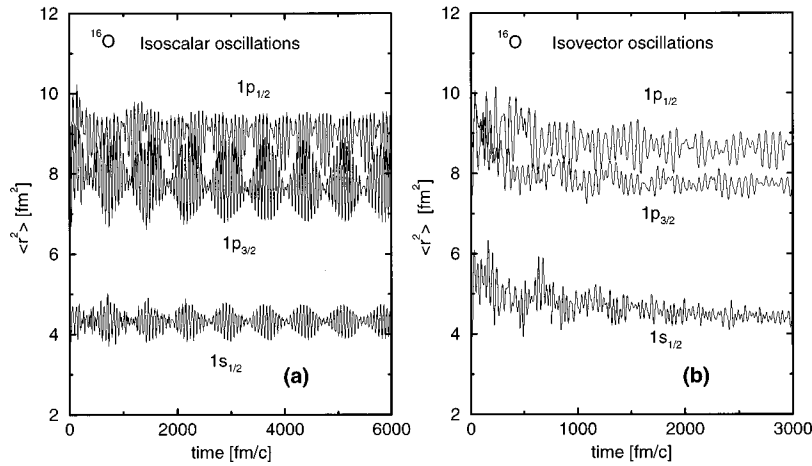 12
10
8
6
4
2
<r²> [fm²]
¹⁶O Isoscalar oscillations
1p₁/₂
1p₃/₂
1s₁/₂
(a)
0 2000 4000 6000
time [fm/c]
12
10
8
6
4
2
<r²> [fm²]
¹⁶O Isovector oscillations
1p₁/₂
1p₃/₂
1s₁/₂
(b)
0 1000 2000 3000
time [fm/c]